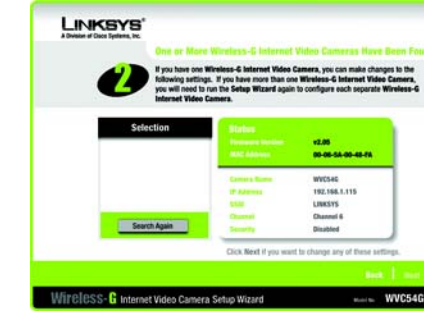 LINKSYS®
A Division of Cisco Systems, Inc.
One or More Wireless-G Internet Video Cameras Have Been Fou
2
If you have one Wireless-G Internet Video Camera, you can make changes to the
following settings. If you have more than one Wireless-G Internet Video Camera,
you will need to run the Setup Wizard again to configure each separate Wireless-G
Internet Video Camera.
Selection
Search Again
Status
Firmware Version v2.05
MAC Address 00-06-5A-00-48-FA
Camera Name WVC54G
IP Address 192.168.1.115
SSID LINKSYS
Channel Channel 6
Security Disabled
Click Next if you want to change any of these settings.
Back | Next
Wireless-G Internet Video Camera Setup Wizard
Model No. WVC54G